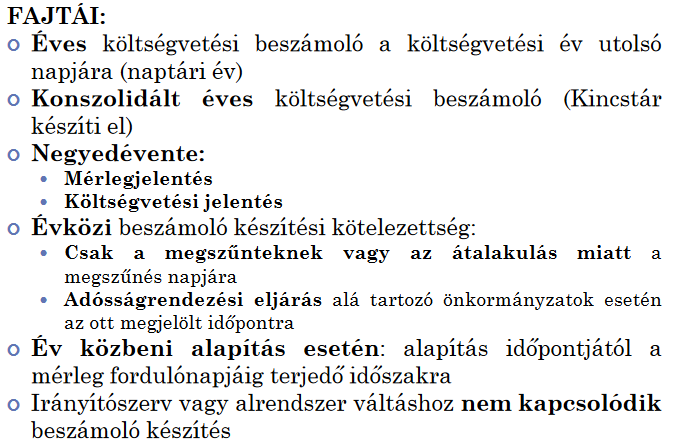 FAJTÁI:
Éves költségvetési beszámoló a költségvetési év utolsó
napjára (naptári év)
Konszolidált éves költségvetési beszámoló (Kincstár
készíti el)
Negyedévente:
Mérlegjelentés
Költségvetési jelentés
Évközi beszámoló készítési kötelezettség:
Csak a megszűnteknek vagy az átalakulás miatt a
megszűnés napjára
Adósságrendezési eljárás alá tartozó önkormányzatok esetén
az ott megjelölt időpontra
Év közbeni alapítás esetén: alapítás időpontjától a
mérleg fordulónapjáig terjedő időszakra
Irányítószerv vagy alrendszer váltáshoz nem kapcsolódik
beszámoló készítés